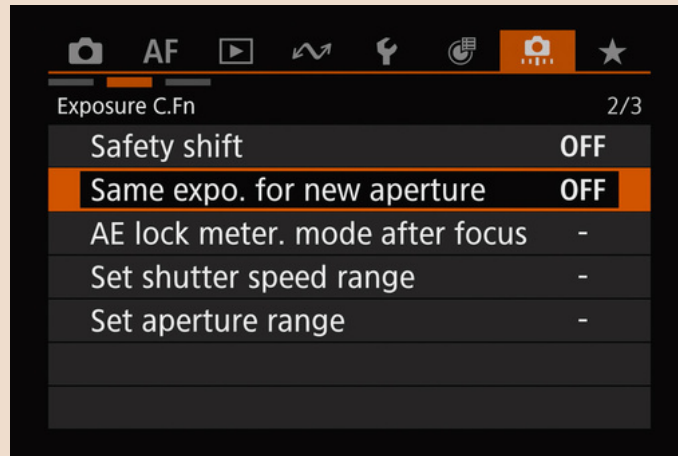 AF
Exposure C.Fn 2/3
Safety shift OFF
Same expo. for new aperture OFF
AE lock meter. mode after focus -
Set shutter speed range -
Set aperture range -